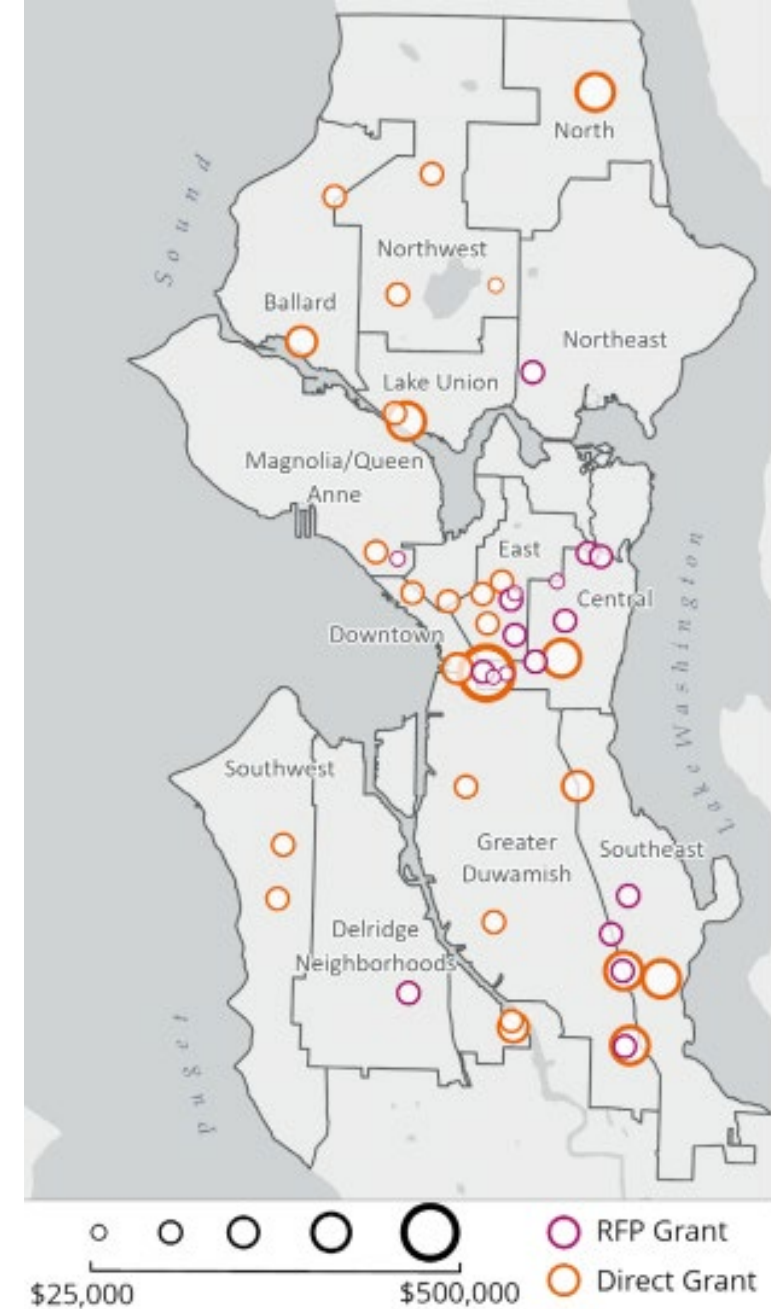 North
Sound
Northwest
Ballard
Northeast
Lake Union
Magnolia/Queen
Anne
East
Central
Downtown
Lake Washington
Southwest
Greater
Duwamish
Southeast
Delridge
Neighborhoods
Puget
RFP Grant
Direct Grant
$25,000
$500,000